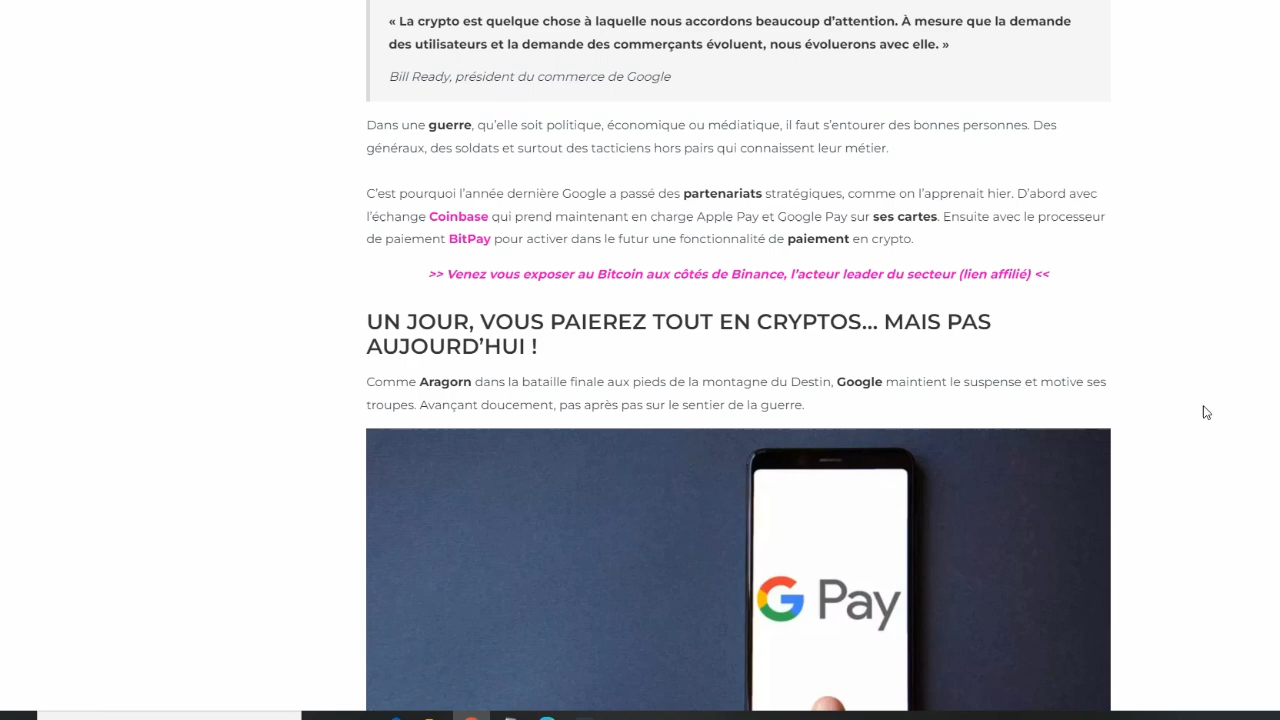 « La crypto est quelque chose à laquelle nous accordons beaucoup d’attention. À mesure que la demande
des utilisateurs et la demande des commerçants évoluent, nous évoluerons avec elle. »
Bill Ready, président du commerce de Google
Dans une guerre, qu’elle soit politique, économique ou médiatique, il faut s’entourer des bonnes personnes. Des
généraux, des soldats et surtout des tacticiens hors pairs qui connaissent leur métier.
C’est pourquoi l’année dernière Google a passé des partenariats stratégiques, comme on l’apprenait hier. D’abord avec
l’échange Coinbase qui prend maintenant en charge Apple Pay et Google Pay sur ses cartes. Ensuite avec le processeur
de paiement BitPay pour activer dans le futur une fonctionnalité de paiement en crypto.
>> Venez vous exposer au Bitcoin aux côtés de Binance, l’acteur leader du secteur (lien affilié) <<
UN JOUR, VOUS PAIEREZ TOUT EN CRYPTOS... MAIS PAS
AUJOURD’HUI !
Comme Aragorn dans la bataille finale aux pieds de la montagne du Destin, Google maintient le suspense et motive ses
troupes. Avançant doucement, pas après pas sur le sentier de la guerre.
G Pay